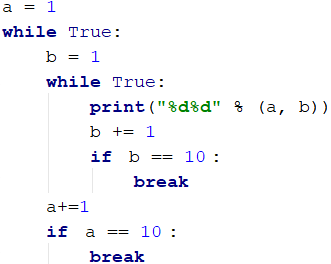 a = 1
while True:
    b = 1
    while True:
        print("%d%d" % (a, b))
        b += 1
        if b == 10 :
            break
    a+=1
    if a == 10 :
        break